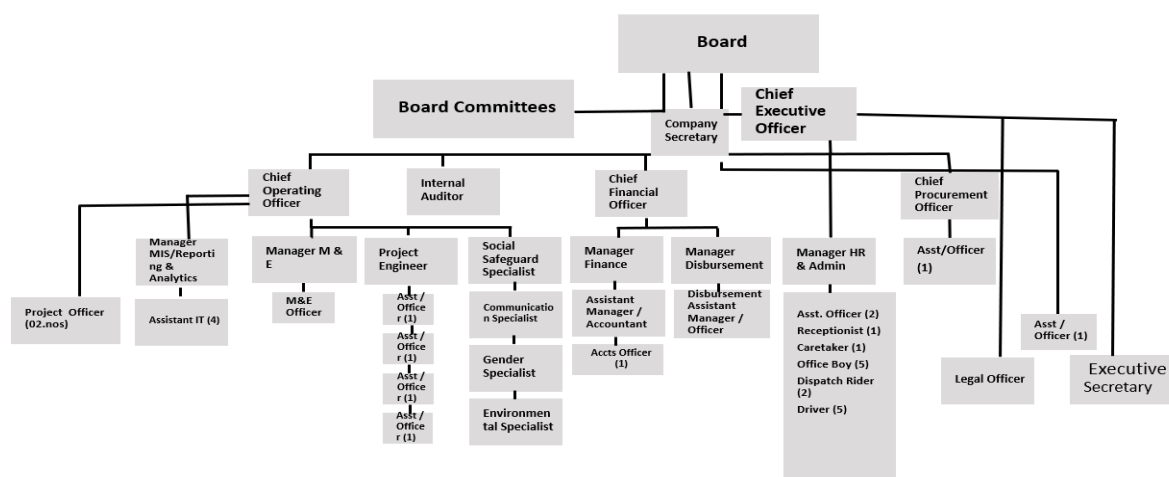 Board
Board Committees
Chief
Executive
Officer
Company
Secretary
Chief
Operating
Officer
Internal
Auditor
Chief
Financial
Officer
Chief
Procurement
Officer
Manager
MIS/Reporti
ng &
Analytics
Manager M &
E
Project
Engineer
Social
Safeguard
Specialist
Manager
Finance
Manager
Disbursement
Manager HR
& Admin
Asst/Officer
(1)
Project Officer
(02.nos)
Assistant IT (4)
M&E
Officer
Asst /
Office
r (1)
Asst /
Office
r (1)
Asst /
Office
r (1)
Asst /
Office
r (1)
Communicatio
n Specialist
Gender
Specialist
Environmen
tal Specialist
Assistant
Manager /
Accountant
Accts Officer
(1)
Disbursement
Assistant
Manager /
Officer
Asst. Officer (2)
Receptionist (1)
Caretaker (1)
Office Boy (5)
Dispatch Rider
(2)
Driver (5)
Legal Officer
Asst /
Officer (1)
Executive
Secretary